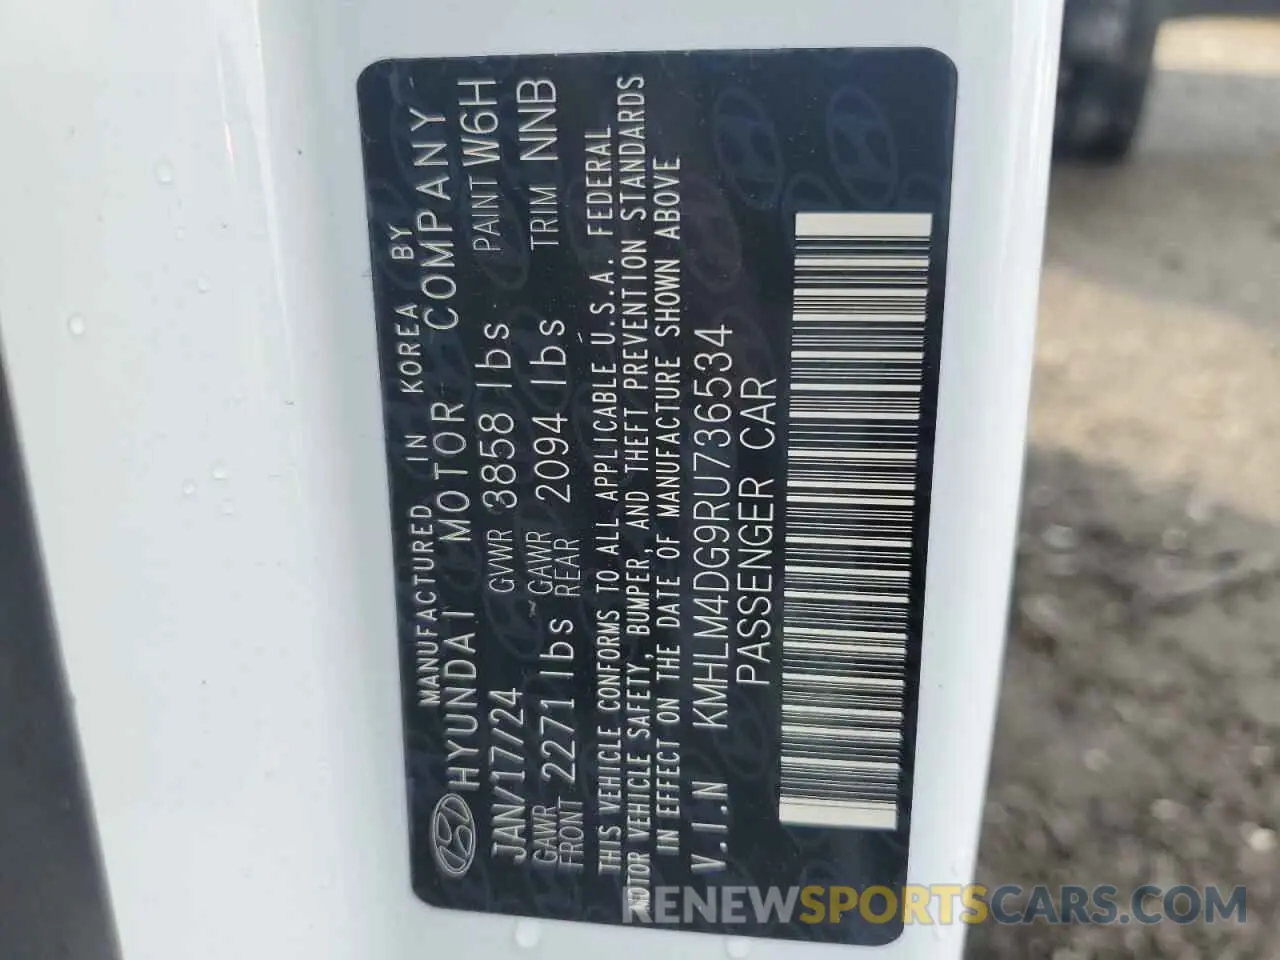 MANUFACTURED IN KOREA BY
HYUNDAI MOTOR COMPANY
JAN/17/24 GVWR 3858 lbs PAINT W6H
GAWR FRONT 2271 lbs GAWR REAR 2094 lbs TRIM NNB
THIS VEHICLE CONFORMS TO ALL APPLICABLE U.S.A. FEDERAL
MOTOR VEHICLE SAFETY, BUMPER, AND THEFT PREVENTION STANDARDS
IN EFFECT ON THE DATE OF MANUFACTURE SHOWN ABOVE
V.I.N KMHLM4DG9RU736534
PASSENGER CAR
RENEWSPORTSCARS.COM